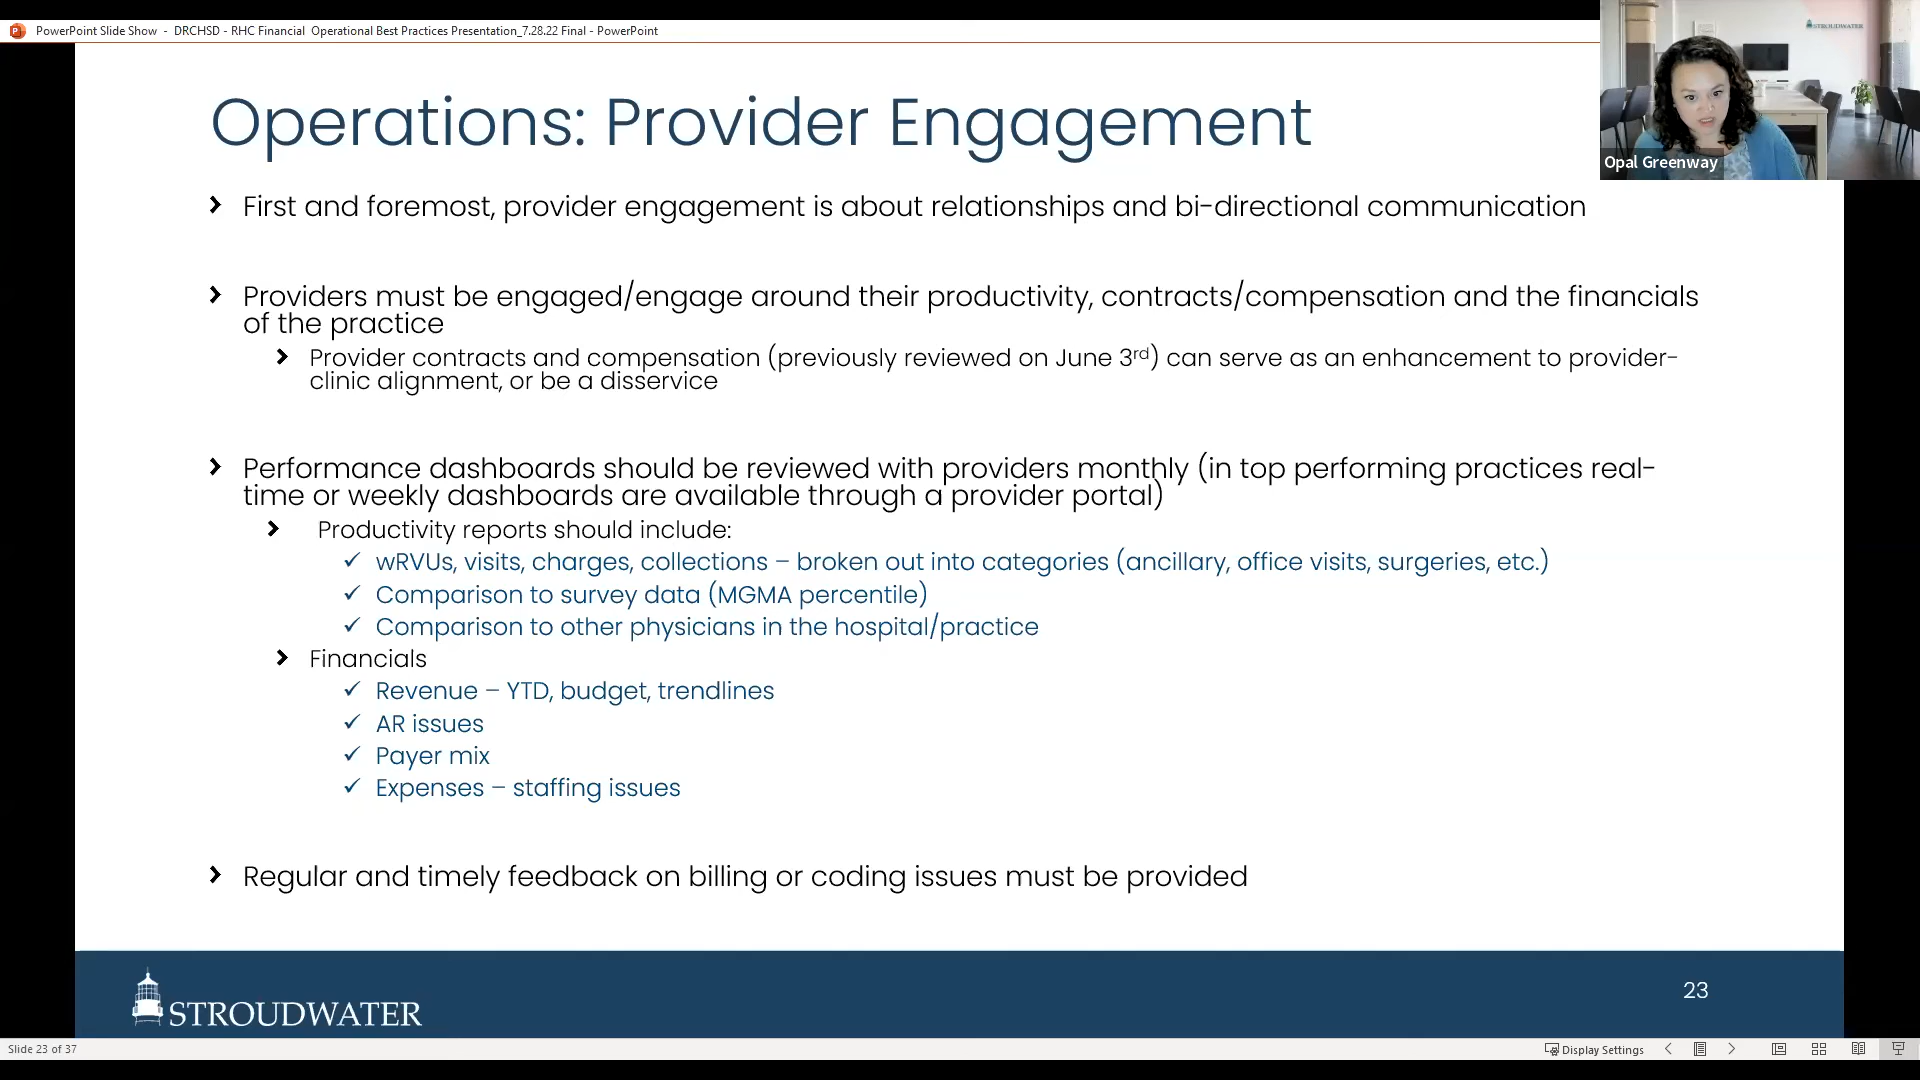 PowerPoint Slide Show - DRCHSD - RHC Financial Operational Best Practices Presentation_7.28.22 Final - PowerPoint
STROUDWATER
Opal Greenway
Operations: Provider Engagement
First and foremost, provider engagement is about relationships and bi-directional communication
Providers must be engaged/engage around their productivity, contracts/compensation and the financials
of the practice
Provider contracts and compensation (previously reviewed on June 3rd) can serve as an enhancement to provider-
clinic alignment, or be a disservice
Performance dashboards should be reviewed with providers monthly (in top performing practices real-
time or weekly dashboards are available through a provider portal)
Productivity reports should include:
✓ wRVUs, visits, charges, collections – broken out into categories (ancillary, office visits, surgeries, etc.)
✓ Comparison to survey data (MGMA percentile)
✓ Comparison to other physicians in the hospital/practice
Financials
✓ Revenue – YTD, budget, trendlines
✓ AR issues
✓ Payer mix
✓ Expenses – staffing issues
Regular and timely feedback on billing or coding issues must be provided
STROUDWATER
23
Slide 23 of 37
Display Settings